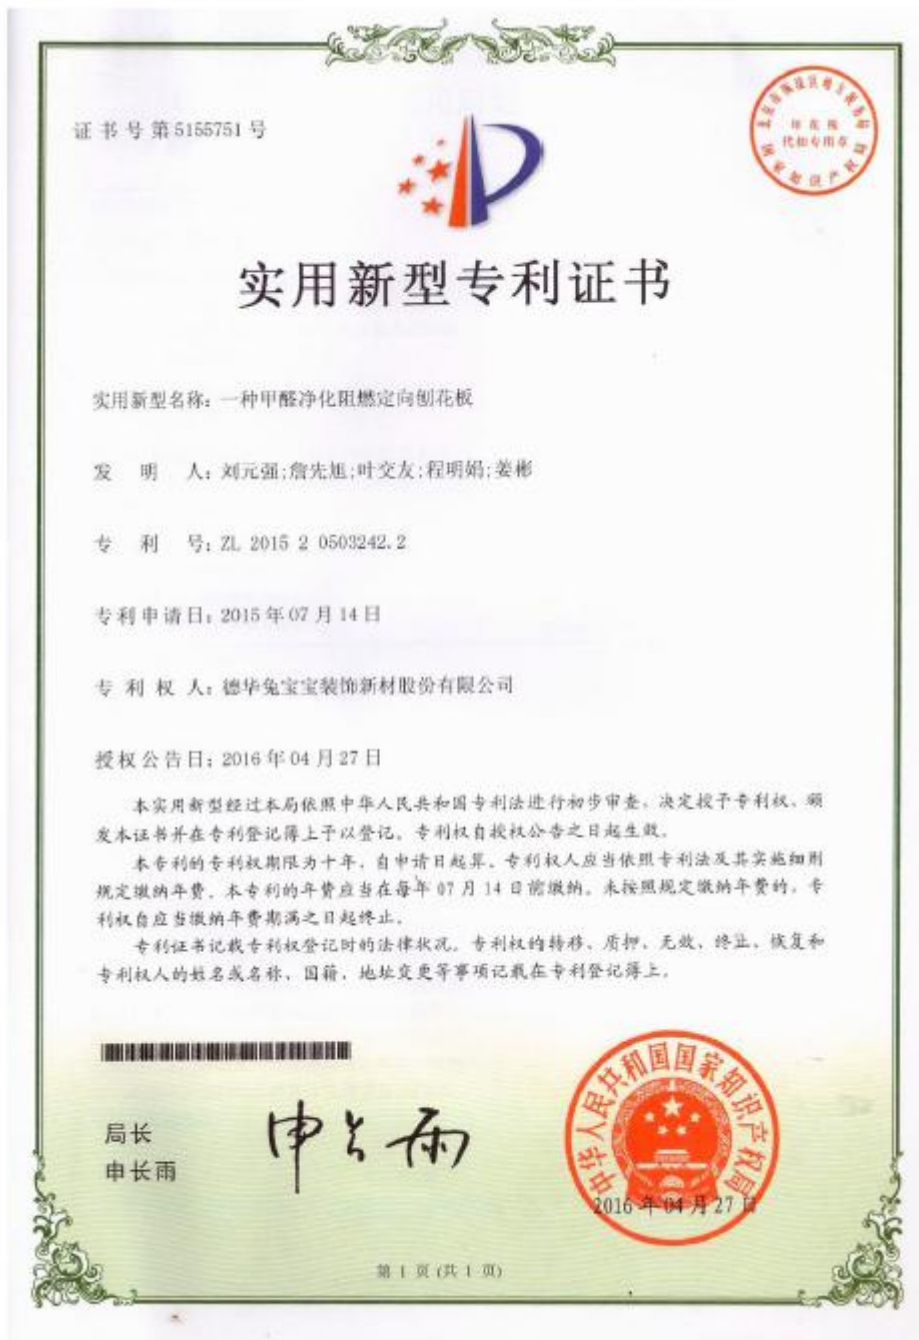 证书号第5155751号
印花税
代扣专用章
实用新型专利证书
实用新型名称：一种甲醛净化阻燃定向刨花板
发 明 人：刘元强;詹先旭;叶交友;程明娟;姜彬
专 利 号：ZL 2015 2 0503242.2
专利申请日：2015年07月14日
专 利 权 人：德华兔宝宝装饰新材股份有限公司
授权公告日：2016年04月27日
本实用新型经过本局依照中华人民共和国专利法进行初步审查，决定授予专利权，颁
发本证书并在专利登记簿上予以登记。专利权自授权公告之日起生效。
本专利的专利权期限为十年，自申请日起算。专利权人应当依照专利法及其实施细则
规定缴纳年费。本专利的年费应当在每年07月14日前缴纳。未按照规定缴纳年费的，专
利权自应当缴纳年费期满之日起终止。
专利证书记载专利权登记时的法律状况。专利权的转移、质押、无效、终止、恢复和
专利权人的姓名或名称、国籍、地址变更等事项记载在专利登记簿上。
局长
申长雨
申长雨
中华人民共和国国家知识产权局
2016年04月27日
第1页(共1页)